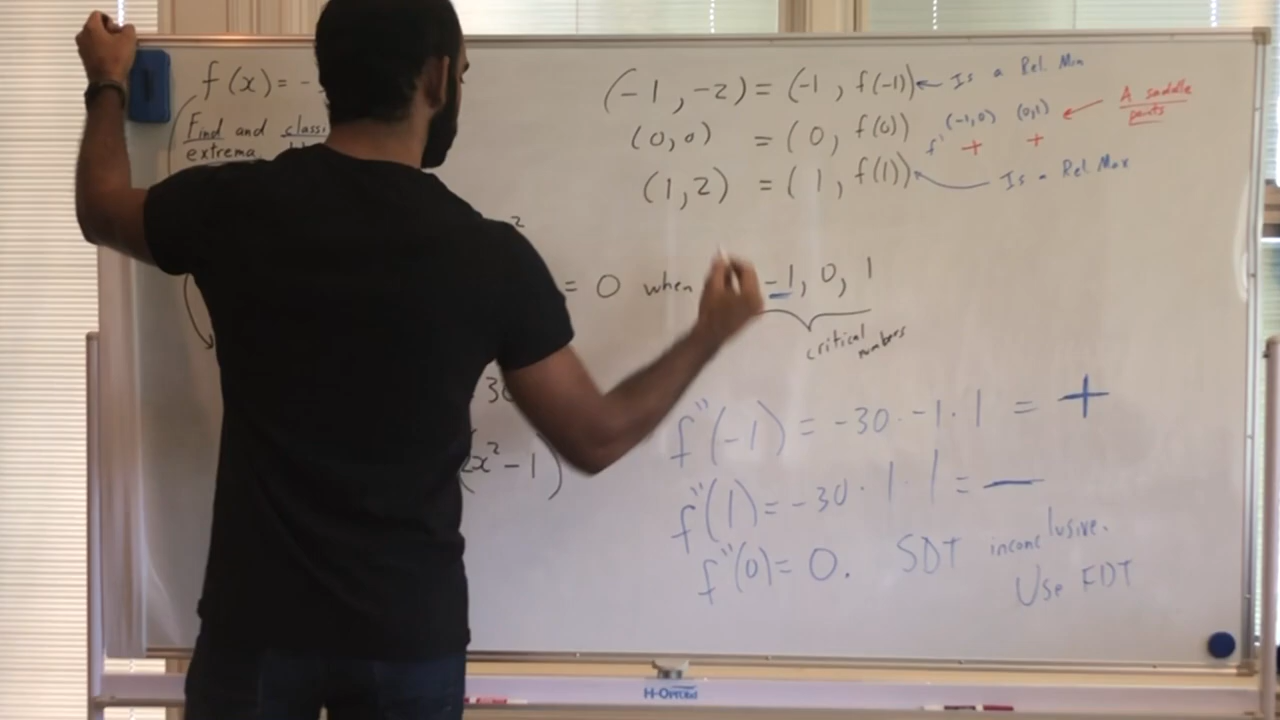 f(x) = -
(-1, -2) = (-1, f(-1)) ← Is a Rel. Min
Find and classi
extrema
(0,0) = (0, f(0))
f' (-1,0) (0,1) ← A saddle
+ + points
(1,2) = (1, f(1)) Is a Rel Max
2
= 0 when -1, 0, 1
critical
numbers
30
f''(-1) = -30 · -1 · 1 = +
x² - 1)
f''(1) = -30 · 1 · 1 = —
f''(0) = 0. SDT inconclusive.
Use FDT